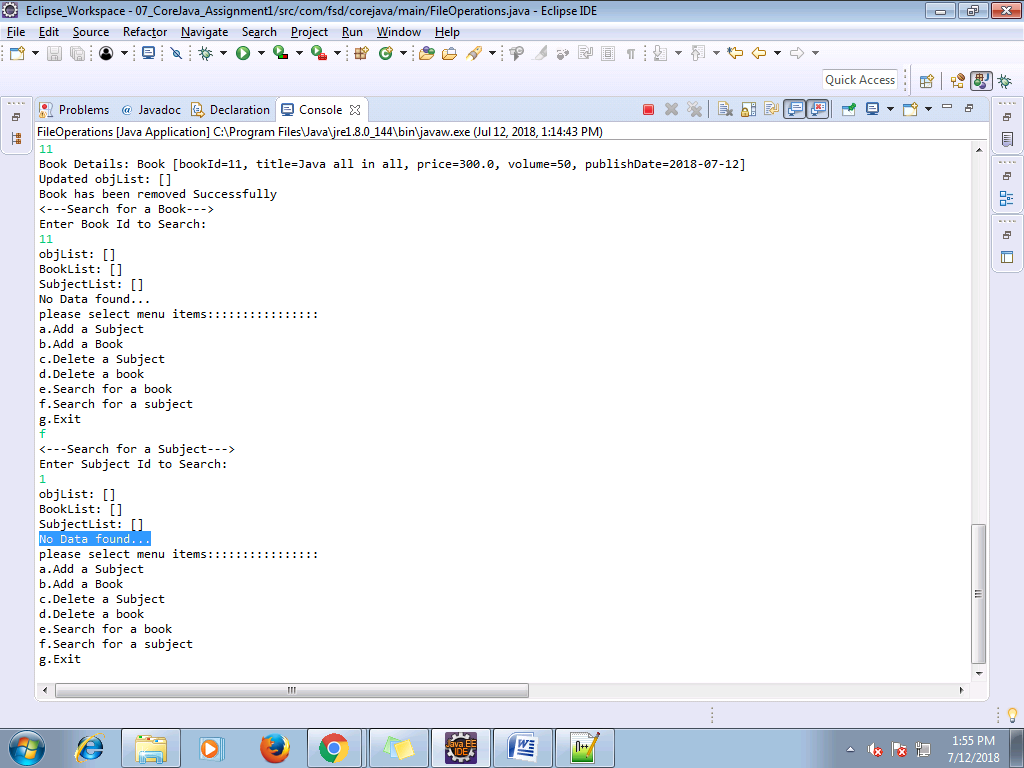 Eclipse_Workspace - 07_CoreJava_Assignment1/src/com/fsd/corejava/main/FileOperations.java - Eclipse IDE
File Edit Source Refactor Navigate Search Project Run Window Help
Quick Access
Problems @ Javadoc Declaration Console
FileOperations [Java Application] C:\Program Files\Java\jre1.8.0_144\bin\javaw.exe (Jul 12, 2018, 1:14:43 PM)
11
Book Details: Book [bookId=11, title=Java all in all, price=300.0, volume=50, publishDate=2018-07-12]
Updated objList: []
Book has been removed Successfully
<---Search for a Book--->
Enter Book Id to Search:
11
objList: []
BookList: []
SubjectList: []
No Data found...
please select menu items::::::::::::::::
a.Add a Subject
b.Add a Book
c.Delete a Subject
d.Delete a book
e.Search for a book
f.Search for a subject
g.Exit
f
<---Search for a Subject--->
Enter Subject Id to Search:
1
objList: []
BookList: []
SubjectList: []
No Data found...
please select menu items::::::::::::::::
a.Add a Subject
b.Add a Book
c.Delete a Subject
d.Delete a book
e.Search for a book
f.Search for a subject
g.Exit
Java EE
IDE
1:55 PM
7/12/2018